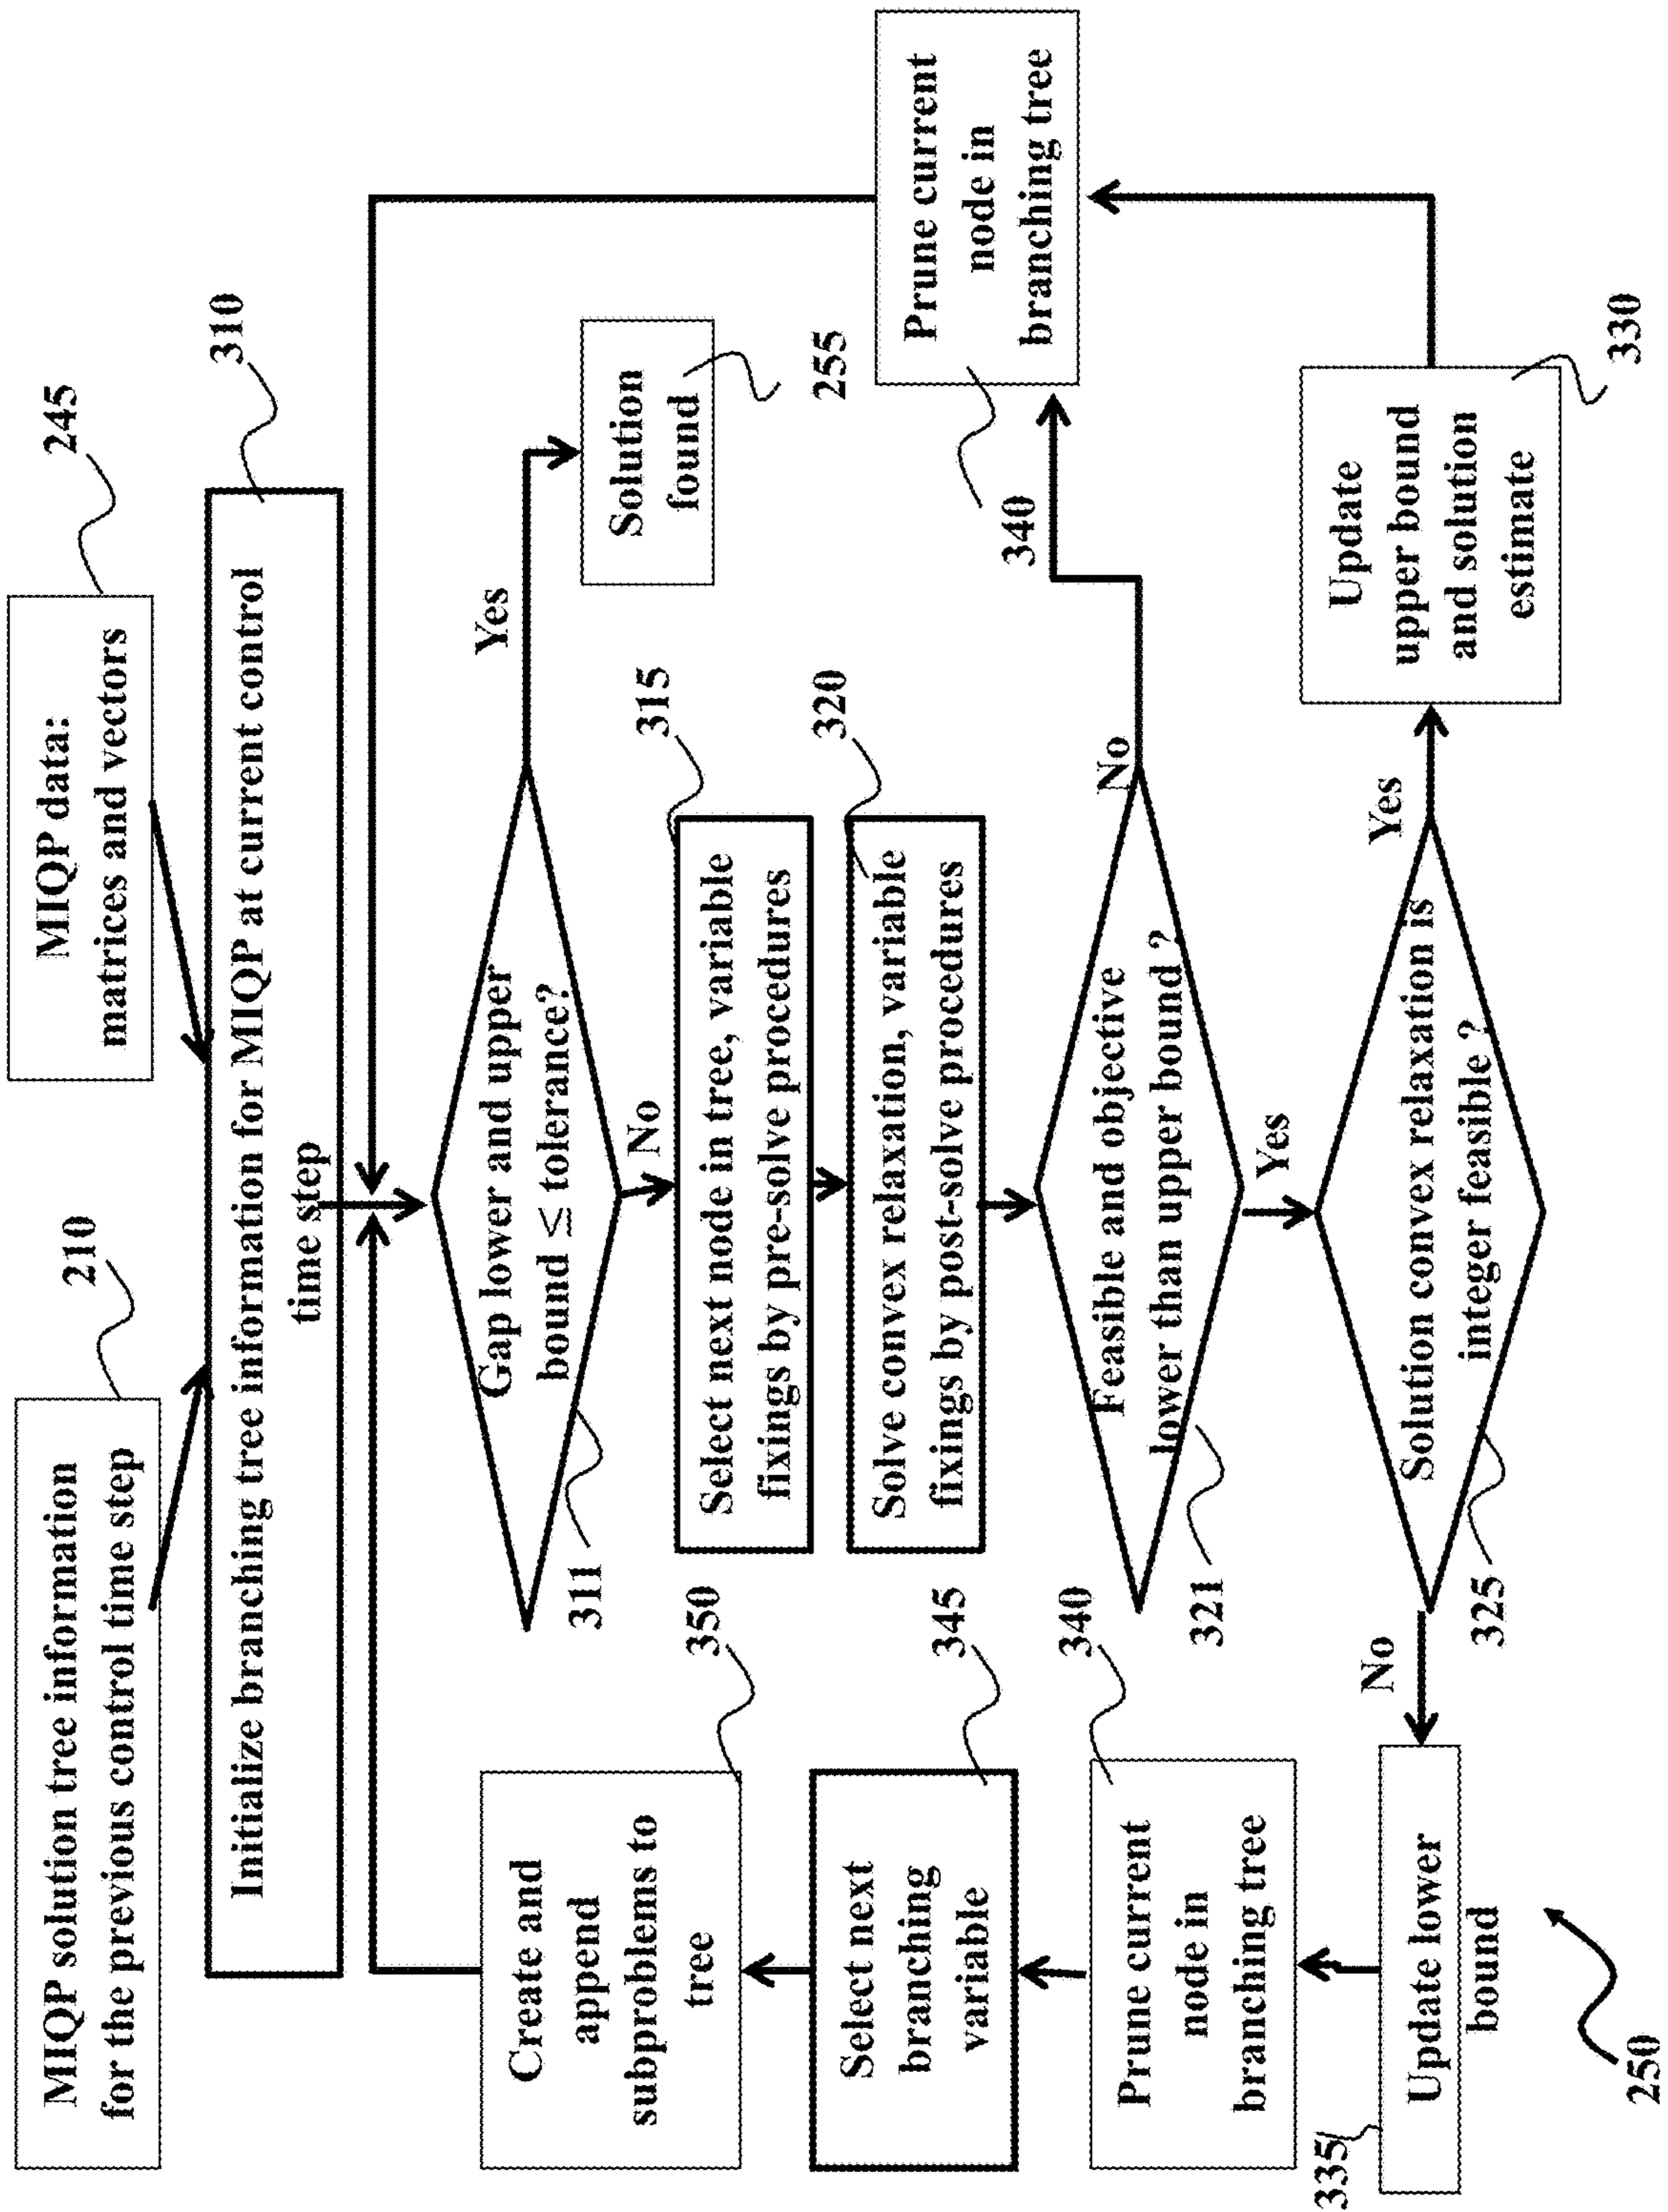 MIQP solution tree information
for the previous control time step
210
MIQP data:
matrices and vectors
245
Initialize branching tree information for MIQP at current control
time step
310
Gap lower and upper
bound ≤ tolerance?
311
Yes
No
Solution
found
255
Select next node in tree, variable
fixings by pre-solve procedures
315
Solve convex relaxation, variable
fixings by post-solve procedures
320
Feasible and objective
lower than upper bound ?
321
No
Yes
Prune current
node in
branching tree
340
Solution convex relaxation is
integer feasible ?
325
Yes
No
Update
upper bound
and solution
estimate
330
Update lower
bound
335
Prune current
node in
branching tree
340
Select next
branching
variable
345
Create and
append
subproblems to
tree
350
250